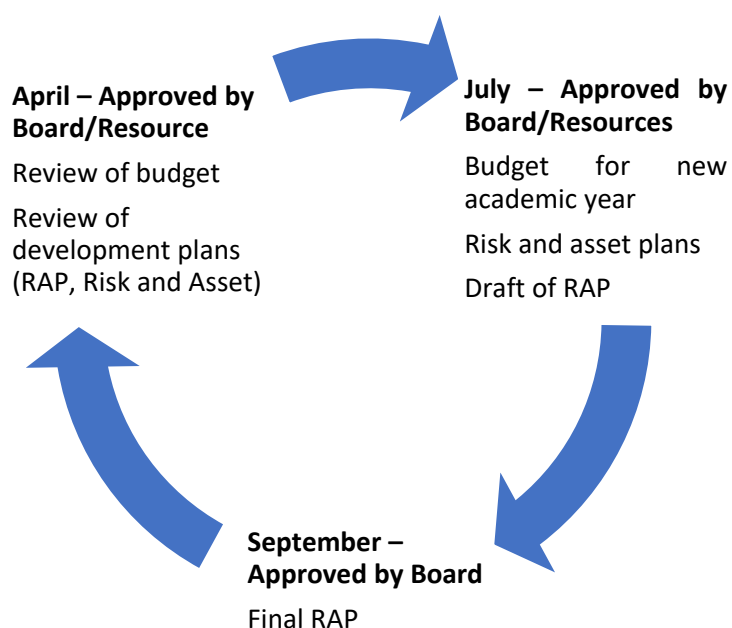 April – Approved by
Board/Resource
Review of budget
Review of
development plans
(RAP, Risk and Asset)
July – Approved by
Board/Resources
Budget for new
academic year
Risk and asset plans
Draft of RAP
September –
Approved by Board
Final RAP